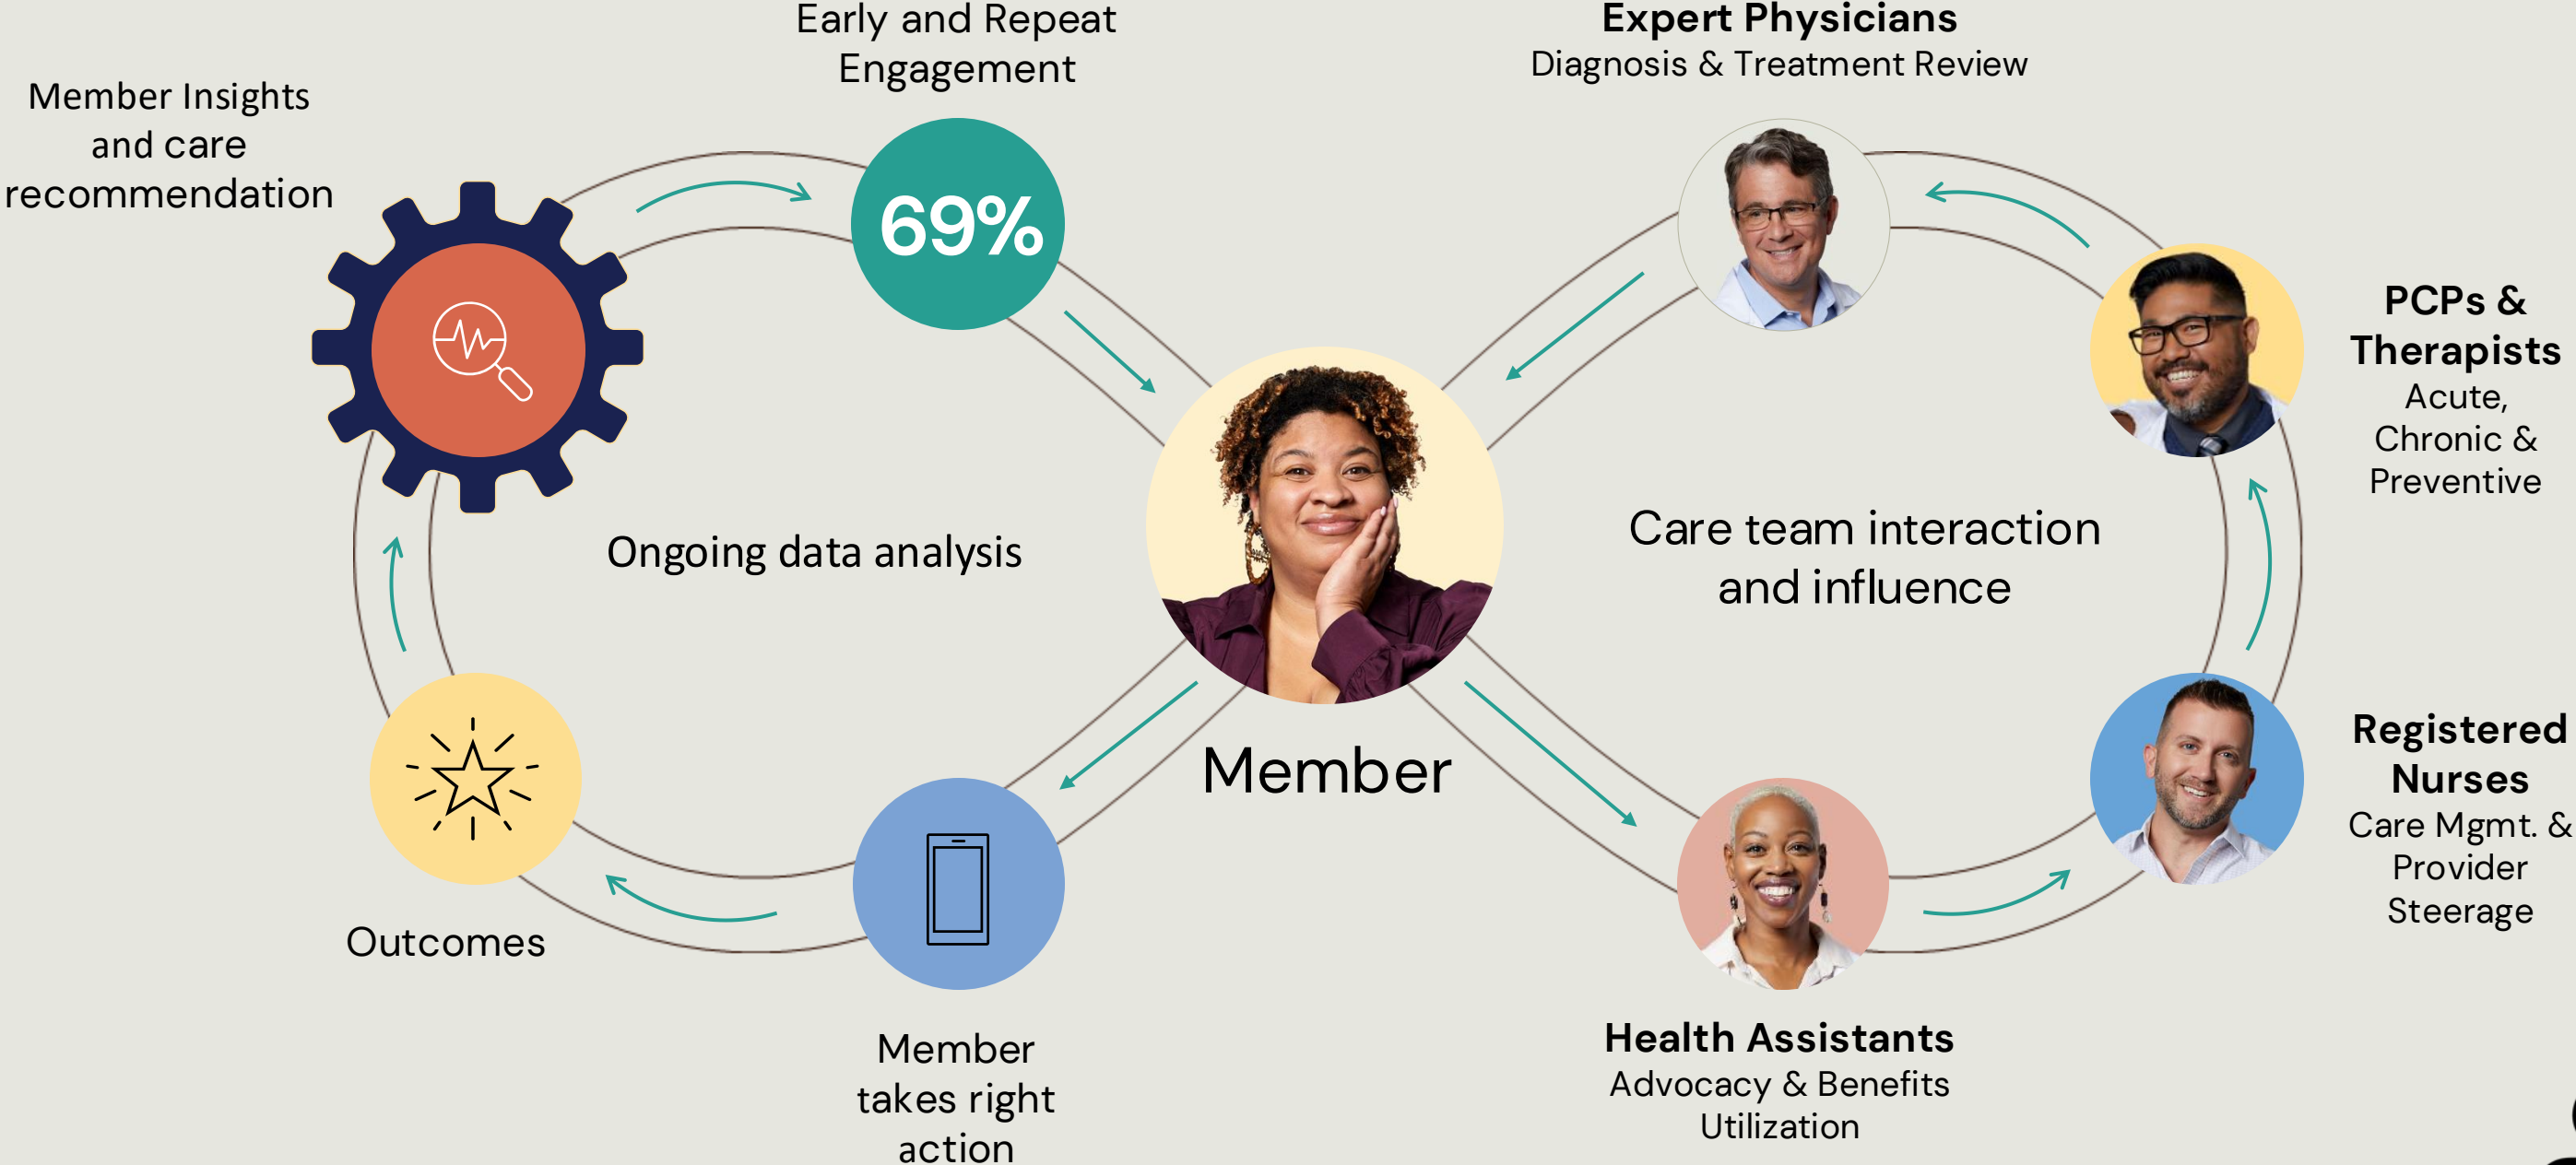 Early and Repeat
Engagement
Expert Physicians
Diagnosis & Treatment Review
Member Insights
and care
recommendation
69%
PCPs &
Therapists
Acute,
Chronic &
Preventive
Ongoing data analysis
Care team interaction
and influence
Member
Registered
Nurses
Care Mgmt. &
Provider
Steerage
Outcomes
Member
takes right
action
Health Assistants
Advocacy & Benefits
Utilization